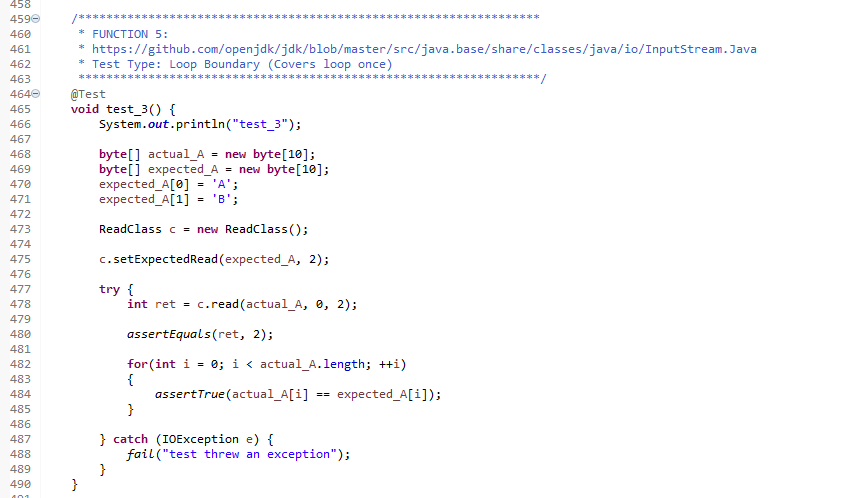 458
459 /******************************************************************
460  * FUNCTION 5:
461  * https://github.com/openjdk/jdk/blob/master/src/java.base/share/classes/java/io/InputStream.Java
462  * Test Type: Loop Boundary (Covers loop once)
463  ******************************************************************/
464 @Test
465 void test_3() {
466     System.out.println("test_3");
467
468     byte[] actual_A = new byte[10];
469     byte[] expected_A = new byte[10];
470     expected_A[0] = 'A';
471     expected_A[1] = 'B';
472
473     ReadClass c = new ReadClass();
474
475     c.setExpectedRead(expected_A, 2);
476
477     try {
478         int ret = c.read(actual_A, 0, 2);
479
480         assertEquals(ret, 2);
481
482         for(int i = 0; i < actual_A.length; ++i)
483         {
484             assertTrue(actual_A[i] == expected_A[i]);
485         }
486
487     } catch (IOException e) {
488         fail("test threw an exception");
489     }
490 }